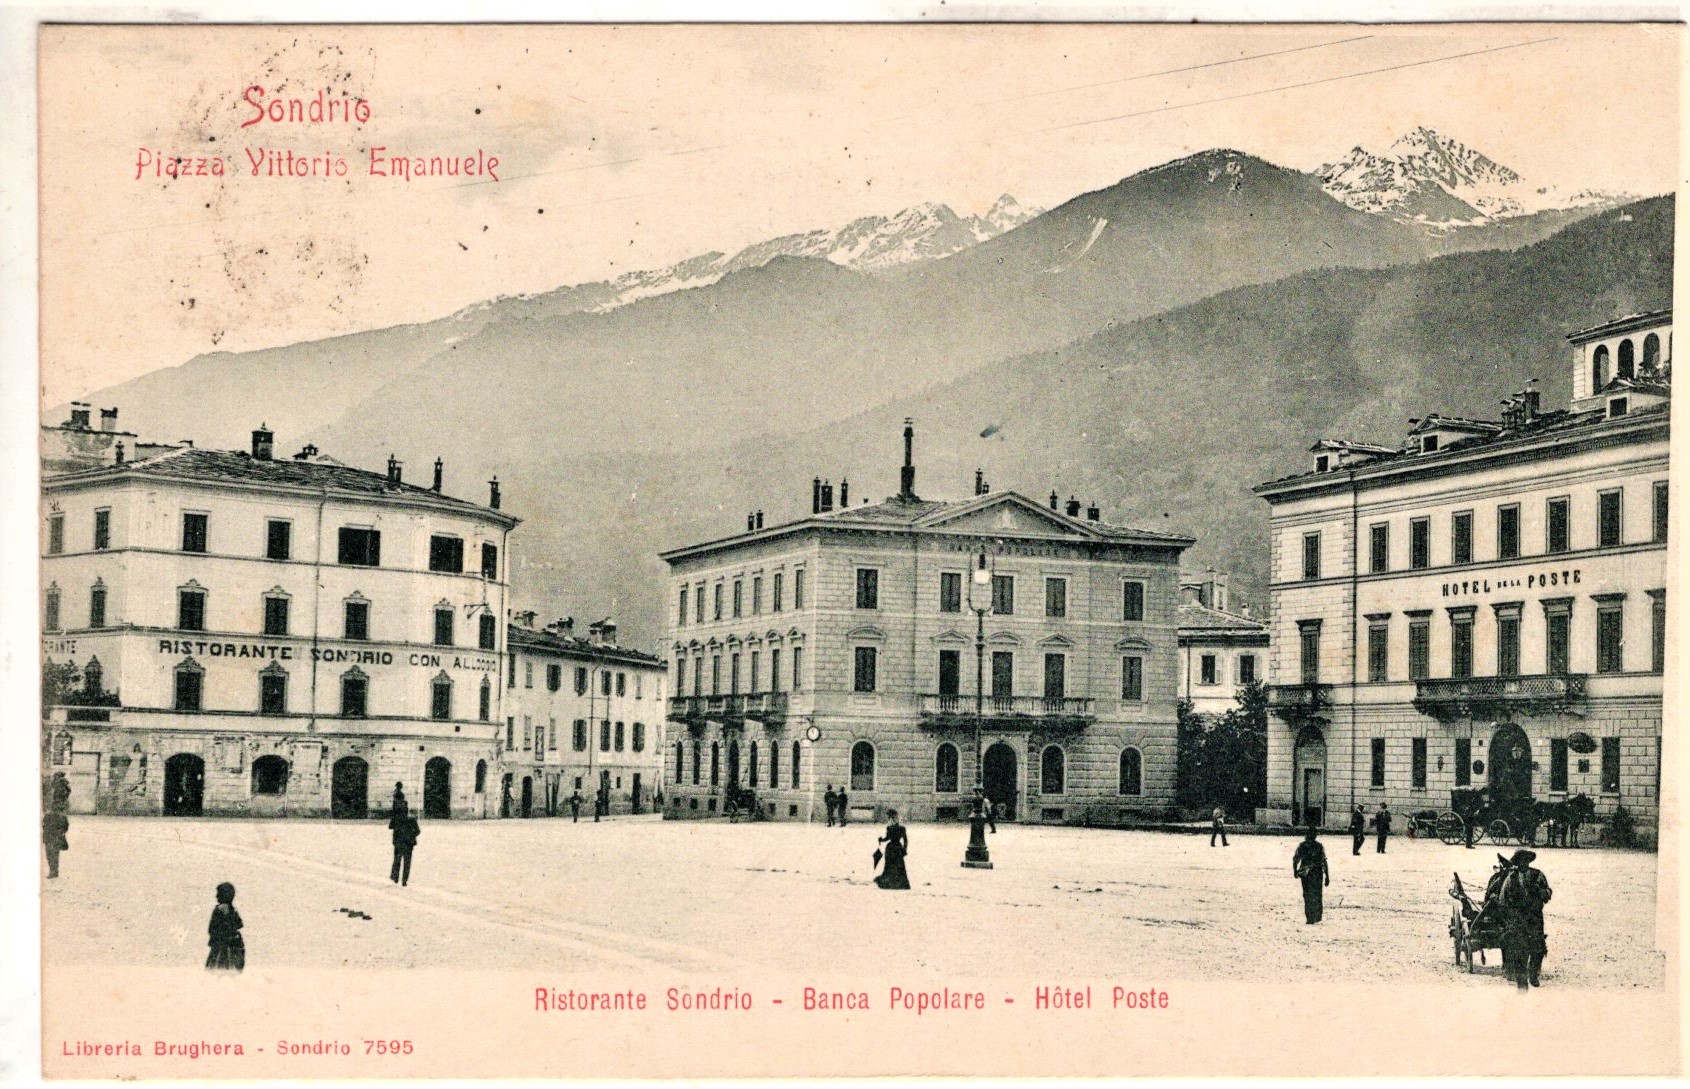 Sondrio
Piazza Vittorio Emanuele
BANCA POPOLARE
HOTEL DE LA POSTE
RISTORANTE SONDRIO CON ALLOGGIO
Ristorante Sondrio - Banca Popolare - Hôtel Poste
Libreria Brughera - Sondrio 7595